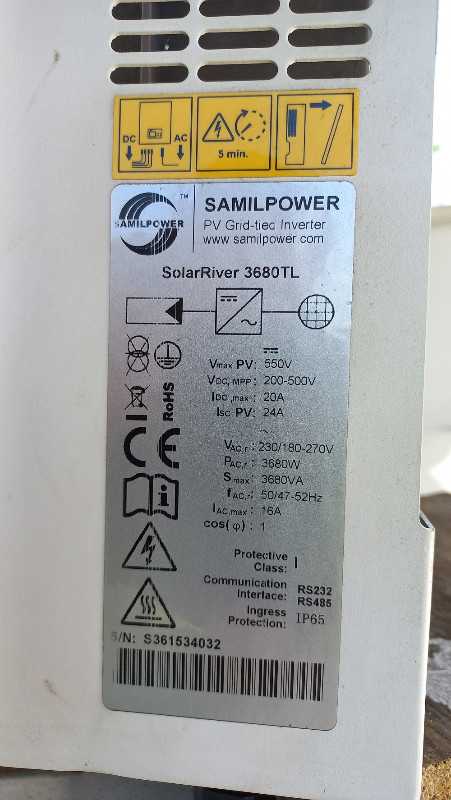 DC AC
5 min.
SAMILPOWER ™
SAMILPOWER
PV Grid-tied Inverter
www.samilpower.com
SolarRiver 3680TL
Vmax PV: 550V
VDC, MPP: 200-500V
IDC ,max: 20A
Isc PV: 24A
VAC,r: 230/180-270V
PAC,r: 3680W
Smax: 3680VA
fAC,r: 50/47-52Hz
IAC,max: 16A
cos(φ): 1
RoHS
CE
i
Protective
Class: I
Communication
Interface: RS232
RS485
Ingress
Protection: IP65
S/N: S361534032